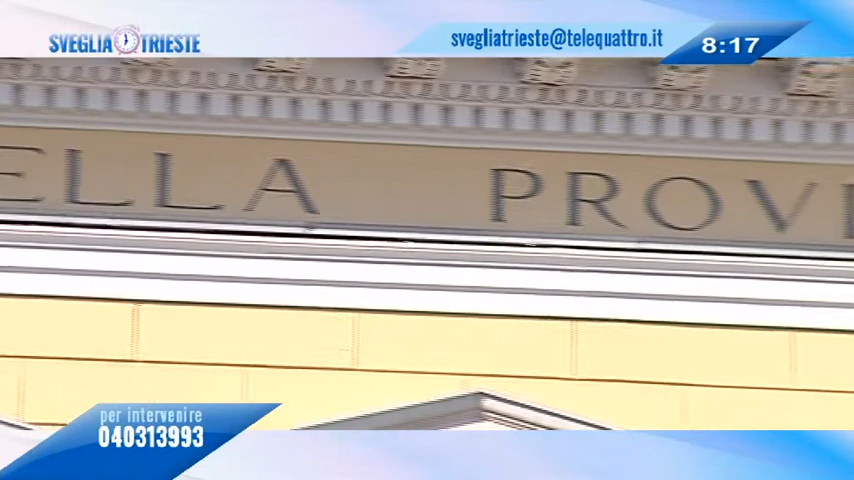 SVEGLIA TRIESTE
svegliatrieste@telequattro.it
8:17
ELLA PROV
per intervenire
040313993